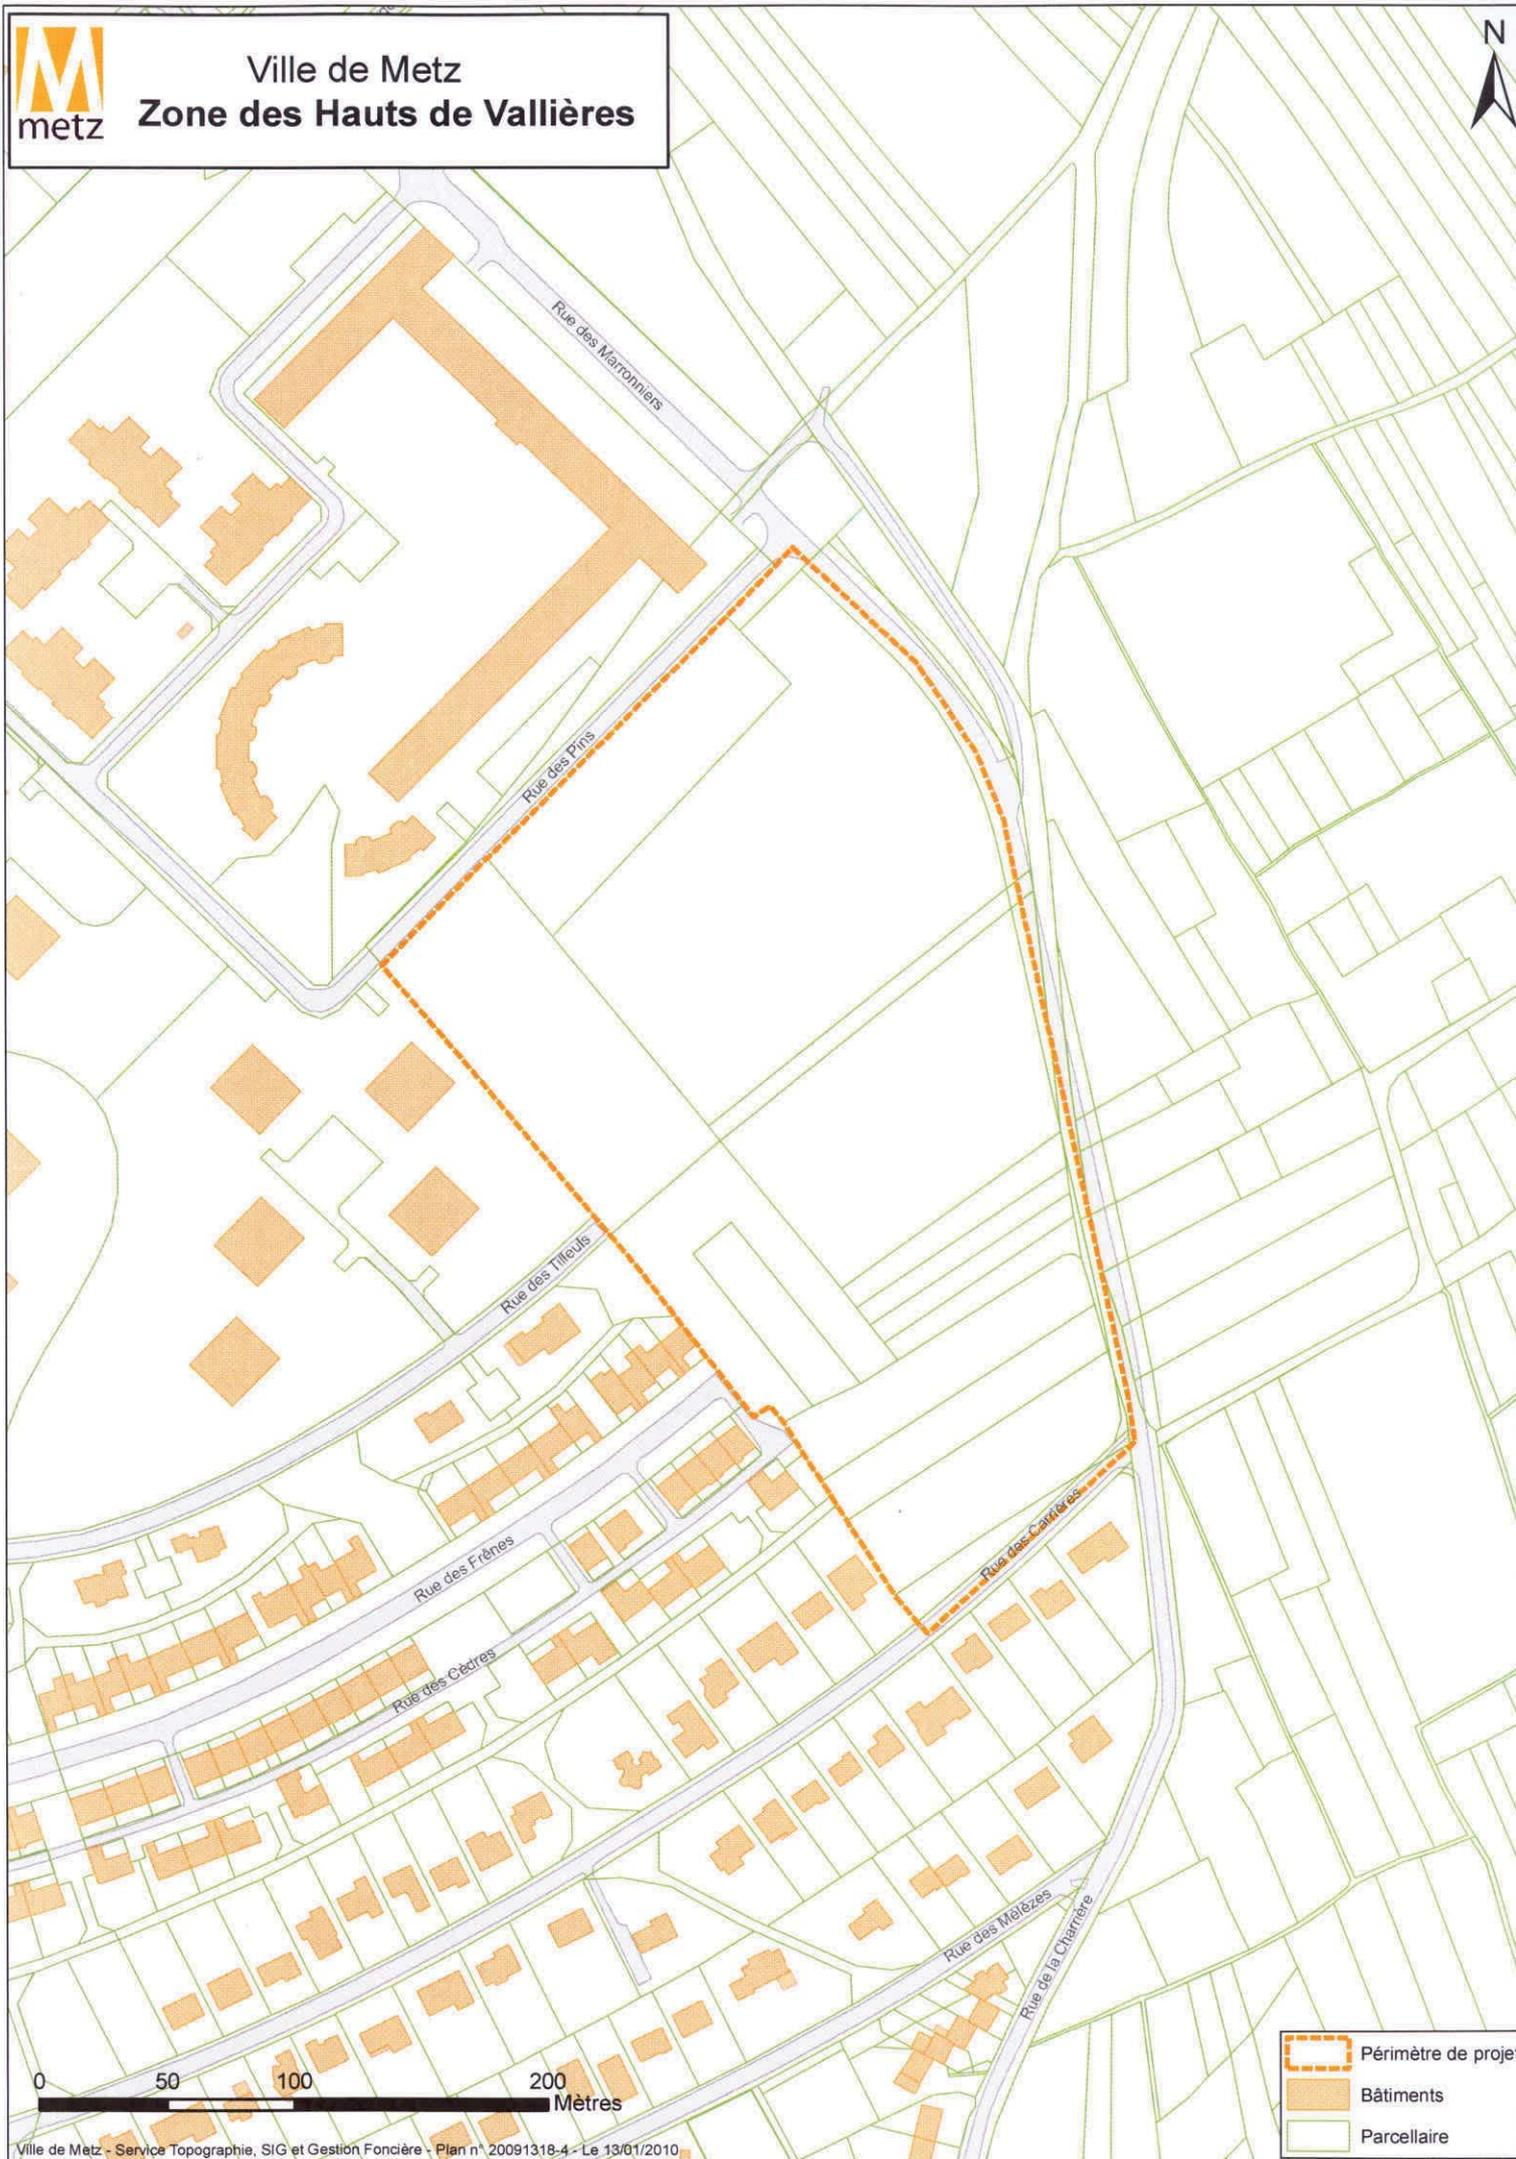 metz
Ville de Metz
Zone des Hauts de Vallières
N
Rue des Marronniers
Rue des Pins
Rue des Tilleuls
Rue des Carrières
Rue des Frênes
Rue des Cèdres
Rue des Mélèzes
Rue de la Charrière
0 50 100 200
Mètres
Périmètre de projet
Bâtiments
Parcellaire
Ville de Metz - Service Topographie, SIG et Gestion Foncière - Plan n° 20091318-4 - Le 13/01/2010